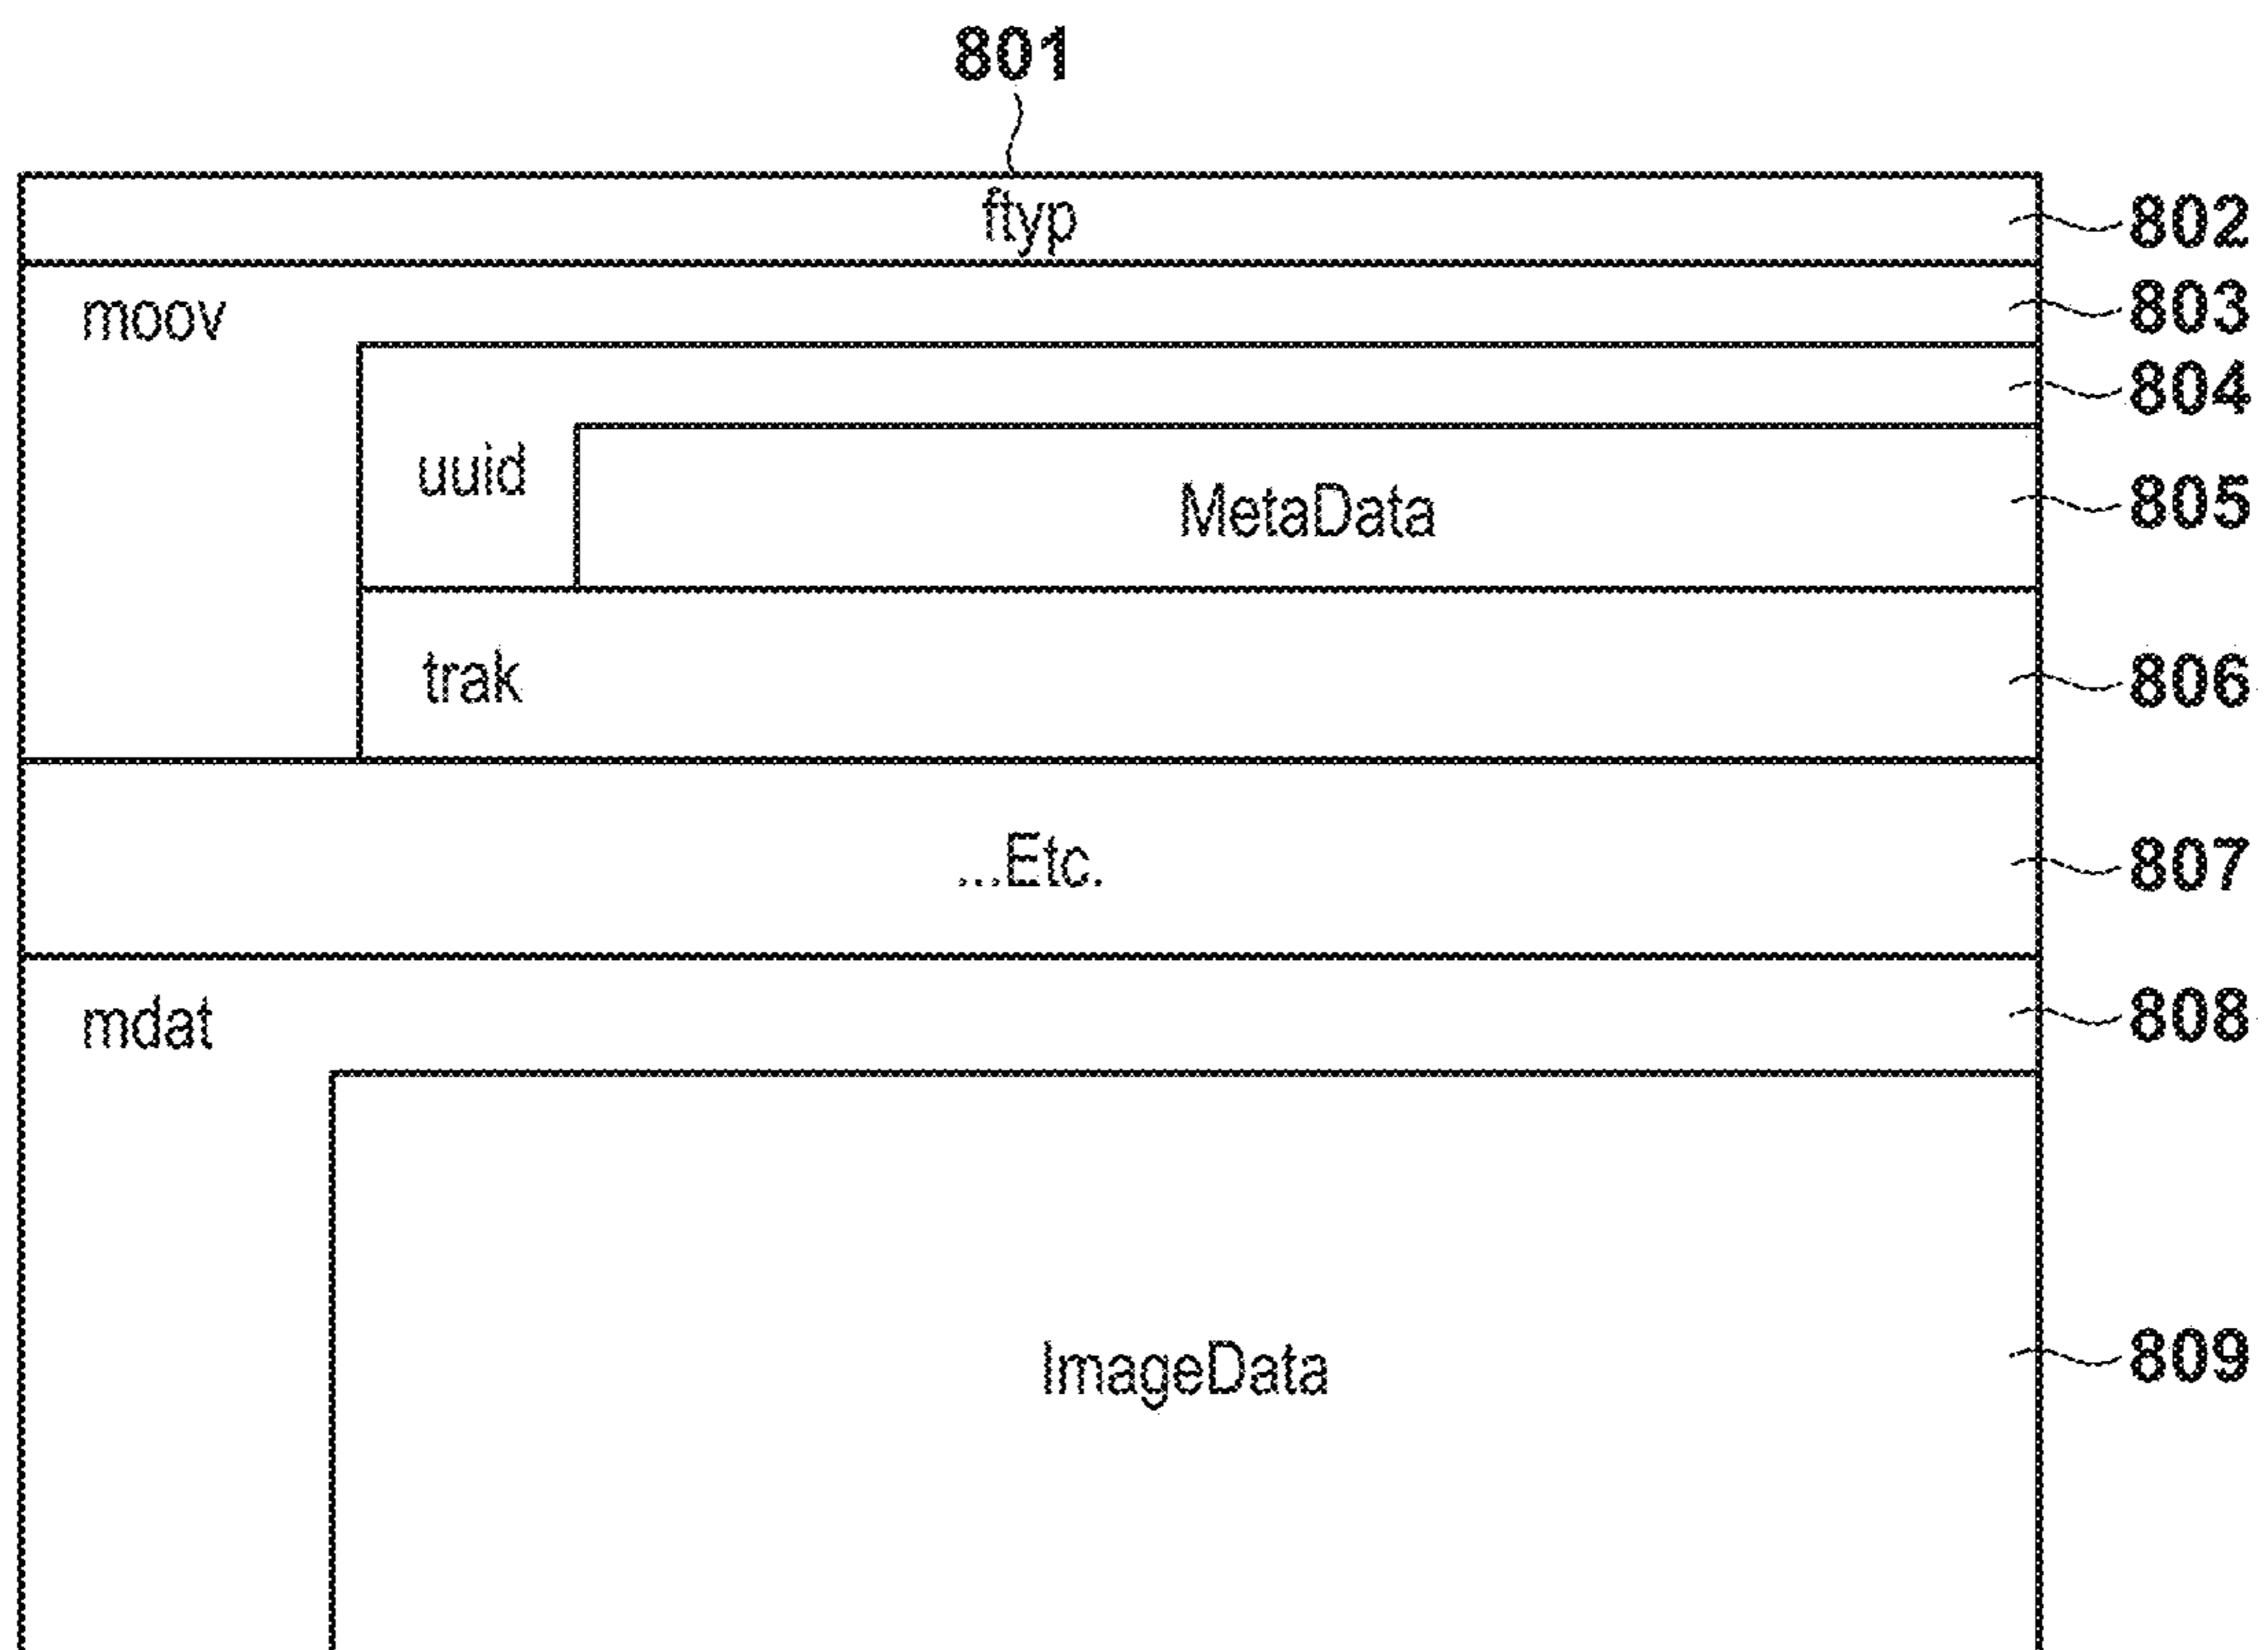 801
ftyp 802
moov 803
804
uuid MetaData 805
trak 806
...Etc. 807
mdat 808
ImageData 809